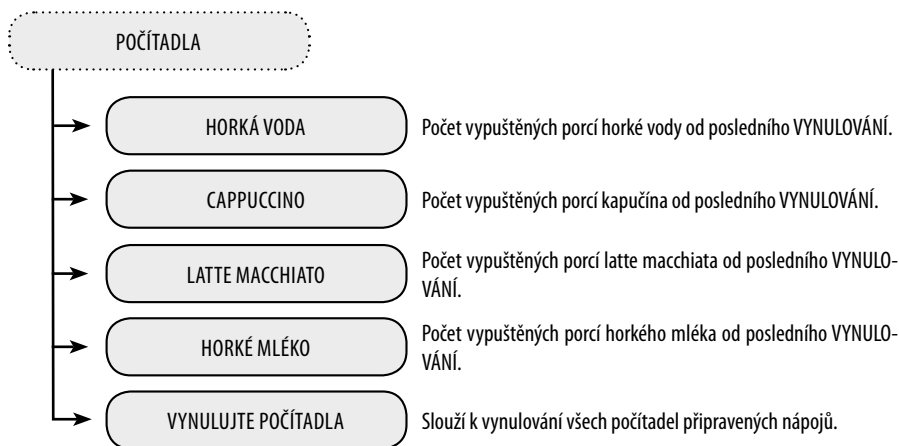 POČÍTADLA
HORKÁ VODA
Počet vypuštěných porcí horké vody od posledního VYNULOVÁNÍ.
CAPPUCCINO
Počet vypuštěných porcí kapučína od posledního VYNULOVÁNÍ.
LATTE MACCHIATO
Počet vypuštěných porcí latte macchiata od posledního VYNULO-
VÁNÍ.
HORKÉ MLÉKO
Počet vypuštěných porcí horkého mléka od posledního VYNULO-
VÁNÍ.
VYNULUJTE POČÍTADLA
Slouží k vynulování všech počítadel připravených nápojů.